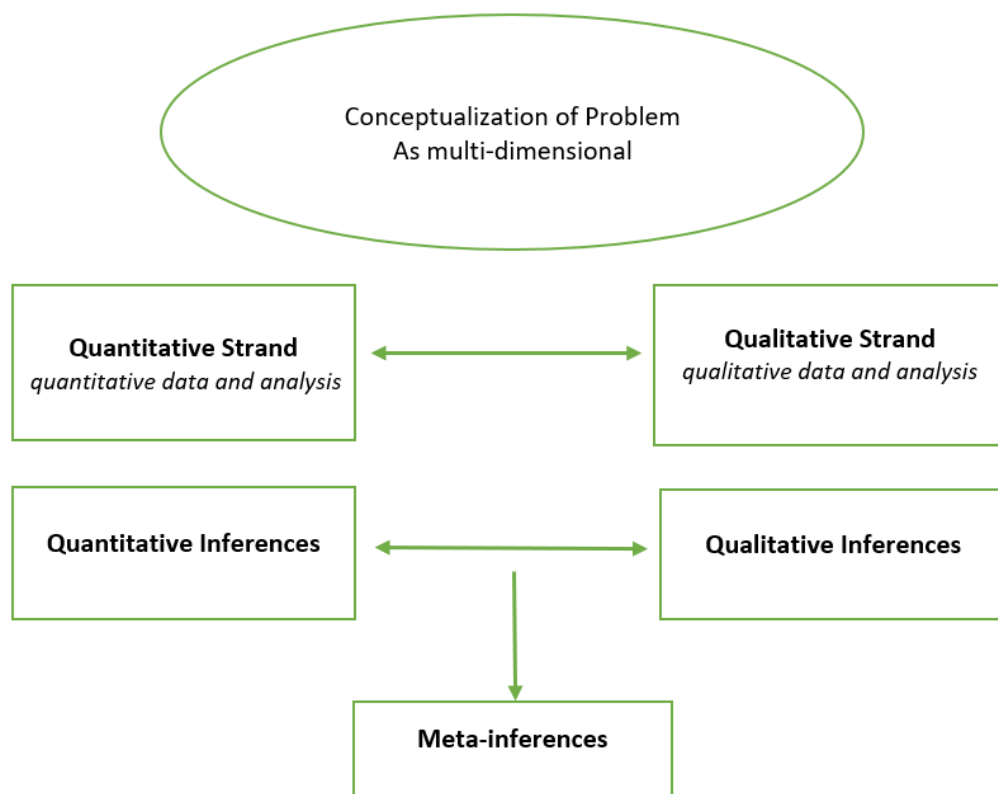 Conceptualization of Problem
As multi-dimensional
Quantitative Strand
quantitative data and analysis
Qualitative Strand
qualitative data and analysis
Quantitative Inferences
Qualitative Inferences
Meta-inferences